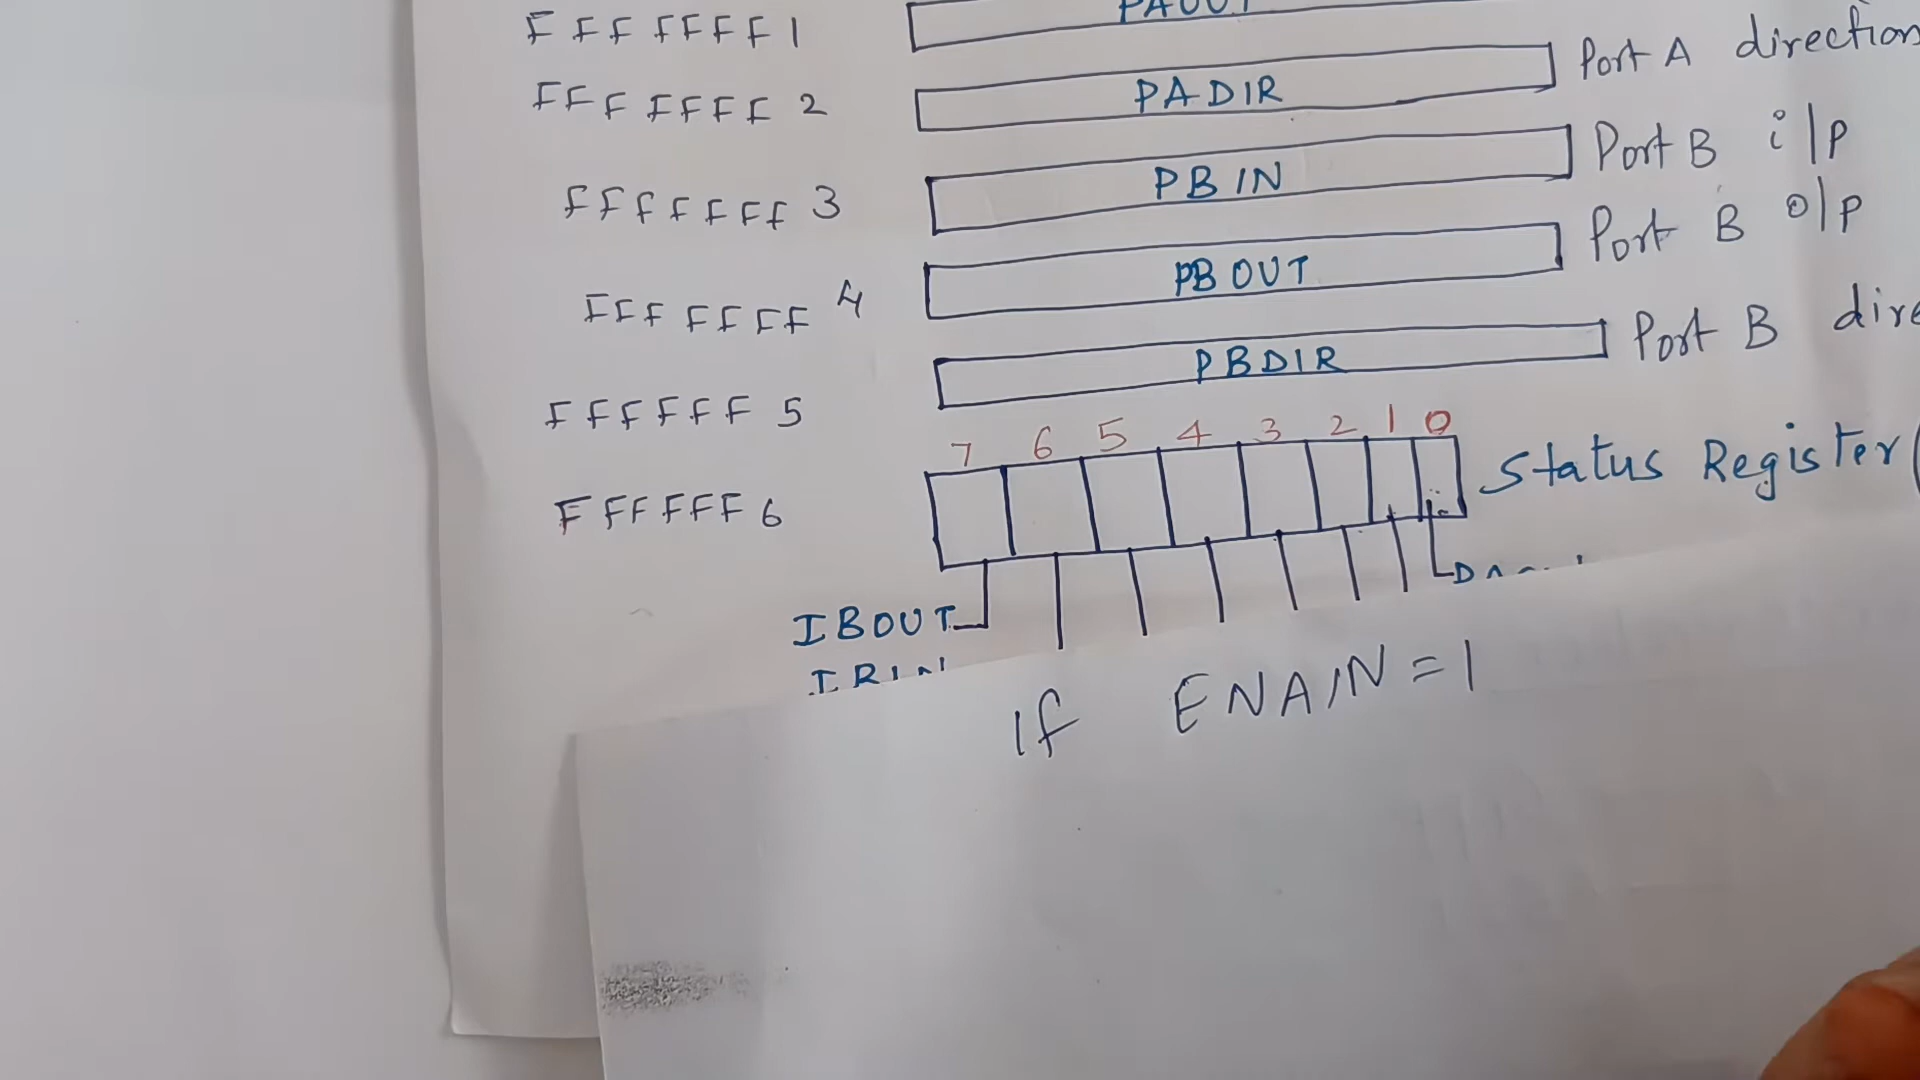 FFFFFFF1 PAOUT
FFFFFFF2 PADIR Port A direction
FFFFFFF3 PBIN Port B i/p
FFFFFFF4 PBOUT Port B o/p
FFFFFF5 PBDIR Port B
7 6 5 4 3 2 1 0
FFFFFF6 Status Register (
IBOUT
If ENAIN=1